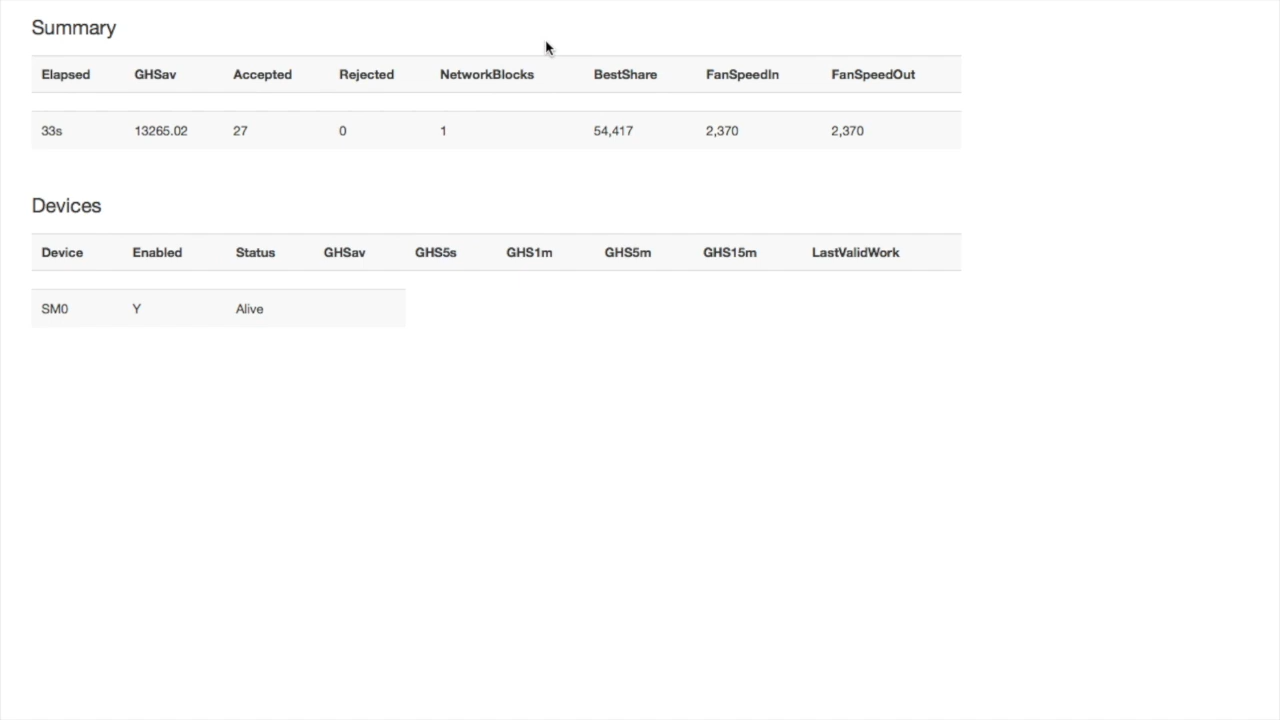 Summary
Elapsed GHSav Accepted Rejected NetworkBlocks BestShare FanSpeedIn FanSpeedOut
33s 13265.02 27 0 1 54,417 2,370 2,370
Devices
Device Enabled Status GHSav GHS5s GHS1m GHS5m GHS15m LastValidWork
SM0 Y Alive